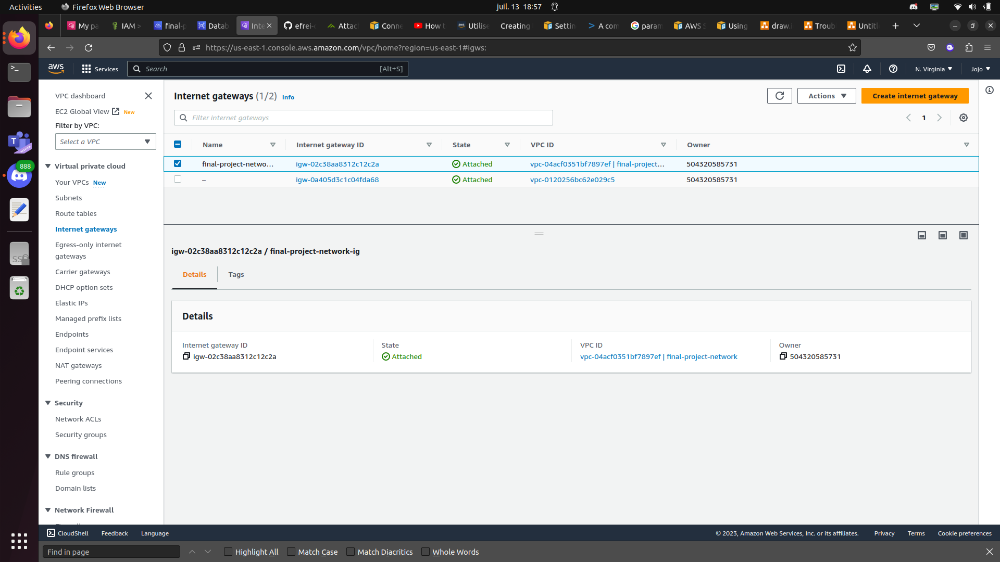 Activities
Firefox Web Browser
juil. 13 18:57
My pa
IAM >
final-p
Datab
Inte
efrei-c
Attach
Conne
How t
Utilise
Creating
Settin
A com
param
AWS S
Using
draw.i
Troub
Untitl
https://us-east-1.console.aws.amazon.com/vpc/home?region=us-east-1#igws:
aws
Services
Search
[Alt+S]
N. Virginia
Jojo
VPC dashboard
EC2 Global View New
Filter by VPC:
Select a VPC
Virtual private cloud
Your VPCs New
Subnets
Route tables
Internet gateways
Egress-only internet
gateways
Carrier gateways
DHCP option sets
Elastic IPs
Managed prefix lists
Endpoints
Endpoint services
NAT gateways
Peering connections
Security
Network ACLs
Security groups
DNS firewall
Rule groups
Domain lists
Network Firewall
Internet gateways (1/2) Info
Actions
Create internet gateway
Filter internet gateways
1
Name Internet gateway ID State VPC ID Owner
final-project-netwo… igw-02c38aa8312c12c2a Attached vpc-04acf0351bf7897ef | final-project… 504320585731
– igw-0a405d3c1c04fda68 Attached vpc-0120256bc62e029c5 504320585731
igw-02c38aa8312c12c2a / final-project-network-ig
Details Tags
Details
Internet gateway ID
igw-02c38aa8312c12c2a
State
Attached
VPC ID
vpc-04acf0351bf7897ef | final-project-network
Owner
504320585731
888
T
PREVIEW
>_
SSD
CloudShell Feedback Language
© 2023, Amazon Web Services, Inc. or its affiliates. Privacy Terms Cookie preferences
Find in page
Highlight All Match Case Match Diacritics Whole Words